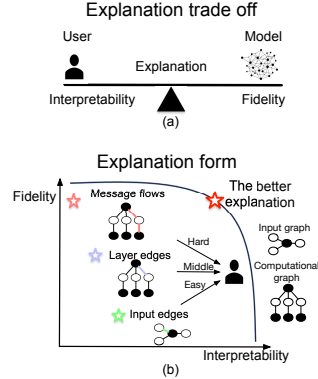 Explanation trade off
User
Model
Explanation
Interpretability
Fidelity
(a)
Explanation form
Fidelity
Message flows
The better
explanation
Input graph
Hard
Layer edges
Middle
Computational
graph
Easy
Input edges
Interpretability
(b)